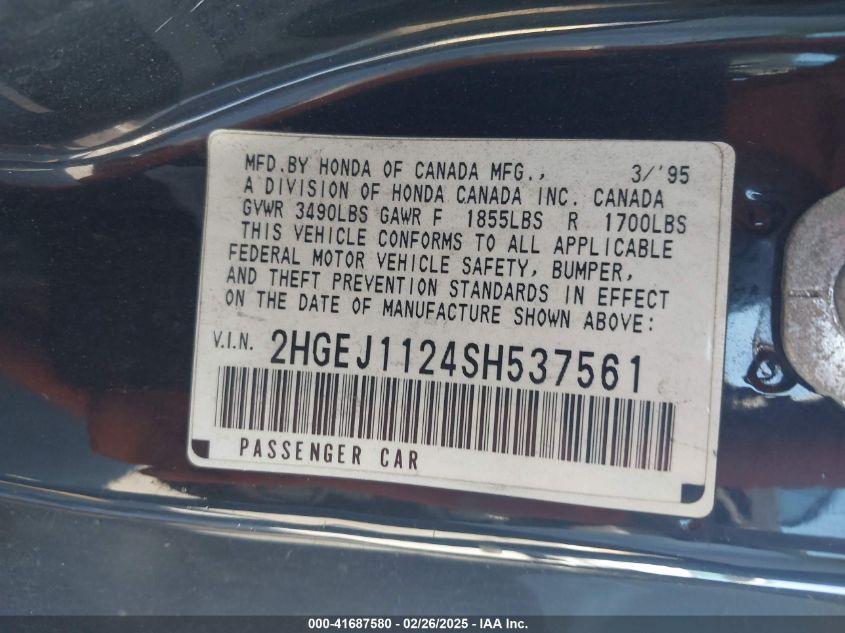 MFD.BY HONDA OF CANADA MFG., 3/'95
A DIVISION OF HONDA CANADA INC. CANADA
GVWR 3490LBS GAWR F 1855LBS R 1700LBS
THIS VEHICLE CONFORMS TO ALL APPLICABLE
FEDERAL MOTOR VEHICLE SAFETY, BUMPER,
AND THEFT PREVENTION STANDARDS IN EFFECT
ON THE DATE OF MANUFACTURE SHOWN ABOVE:
V.I.N. 2HGEJ1124SH537561
PASSENGER CAR
000-41687580 - 02/26/2025 - IAA Inc.